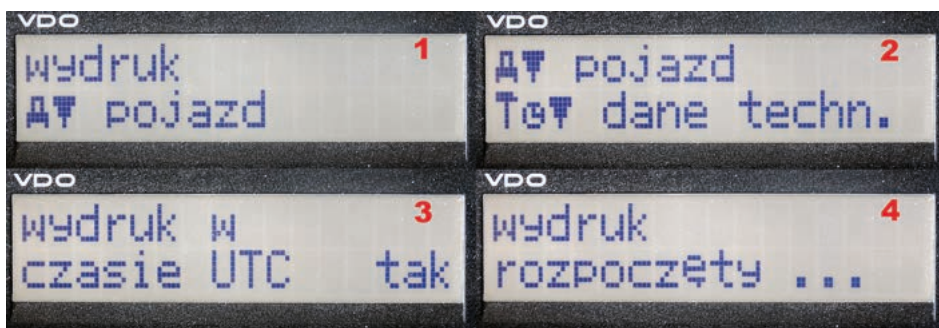 VDO
1
wydruk
A▼ pojazd
VDO
2
A▼ pojazd
T⊙▼ dane techn.
VDO
3
wydruk w
czasie UTC tak
VDO
4
wydruk
rozpoczęty ...